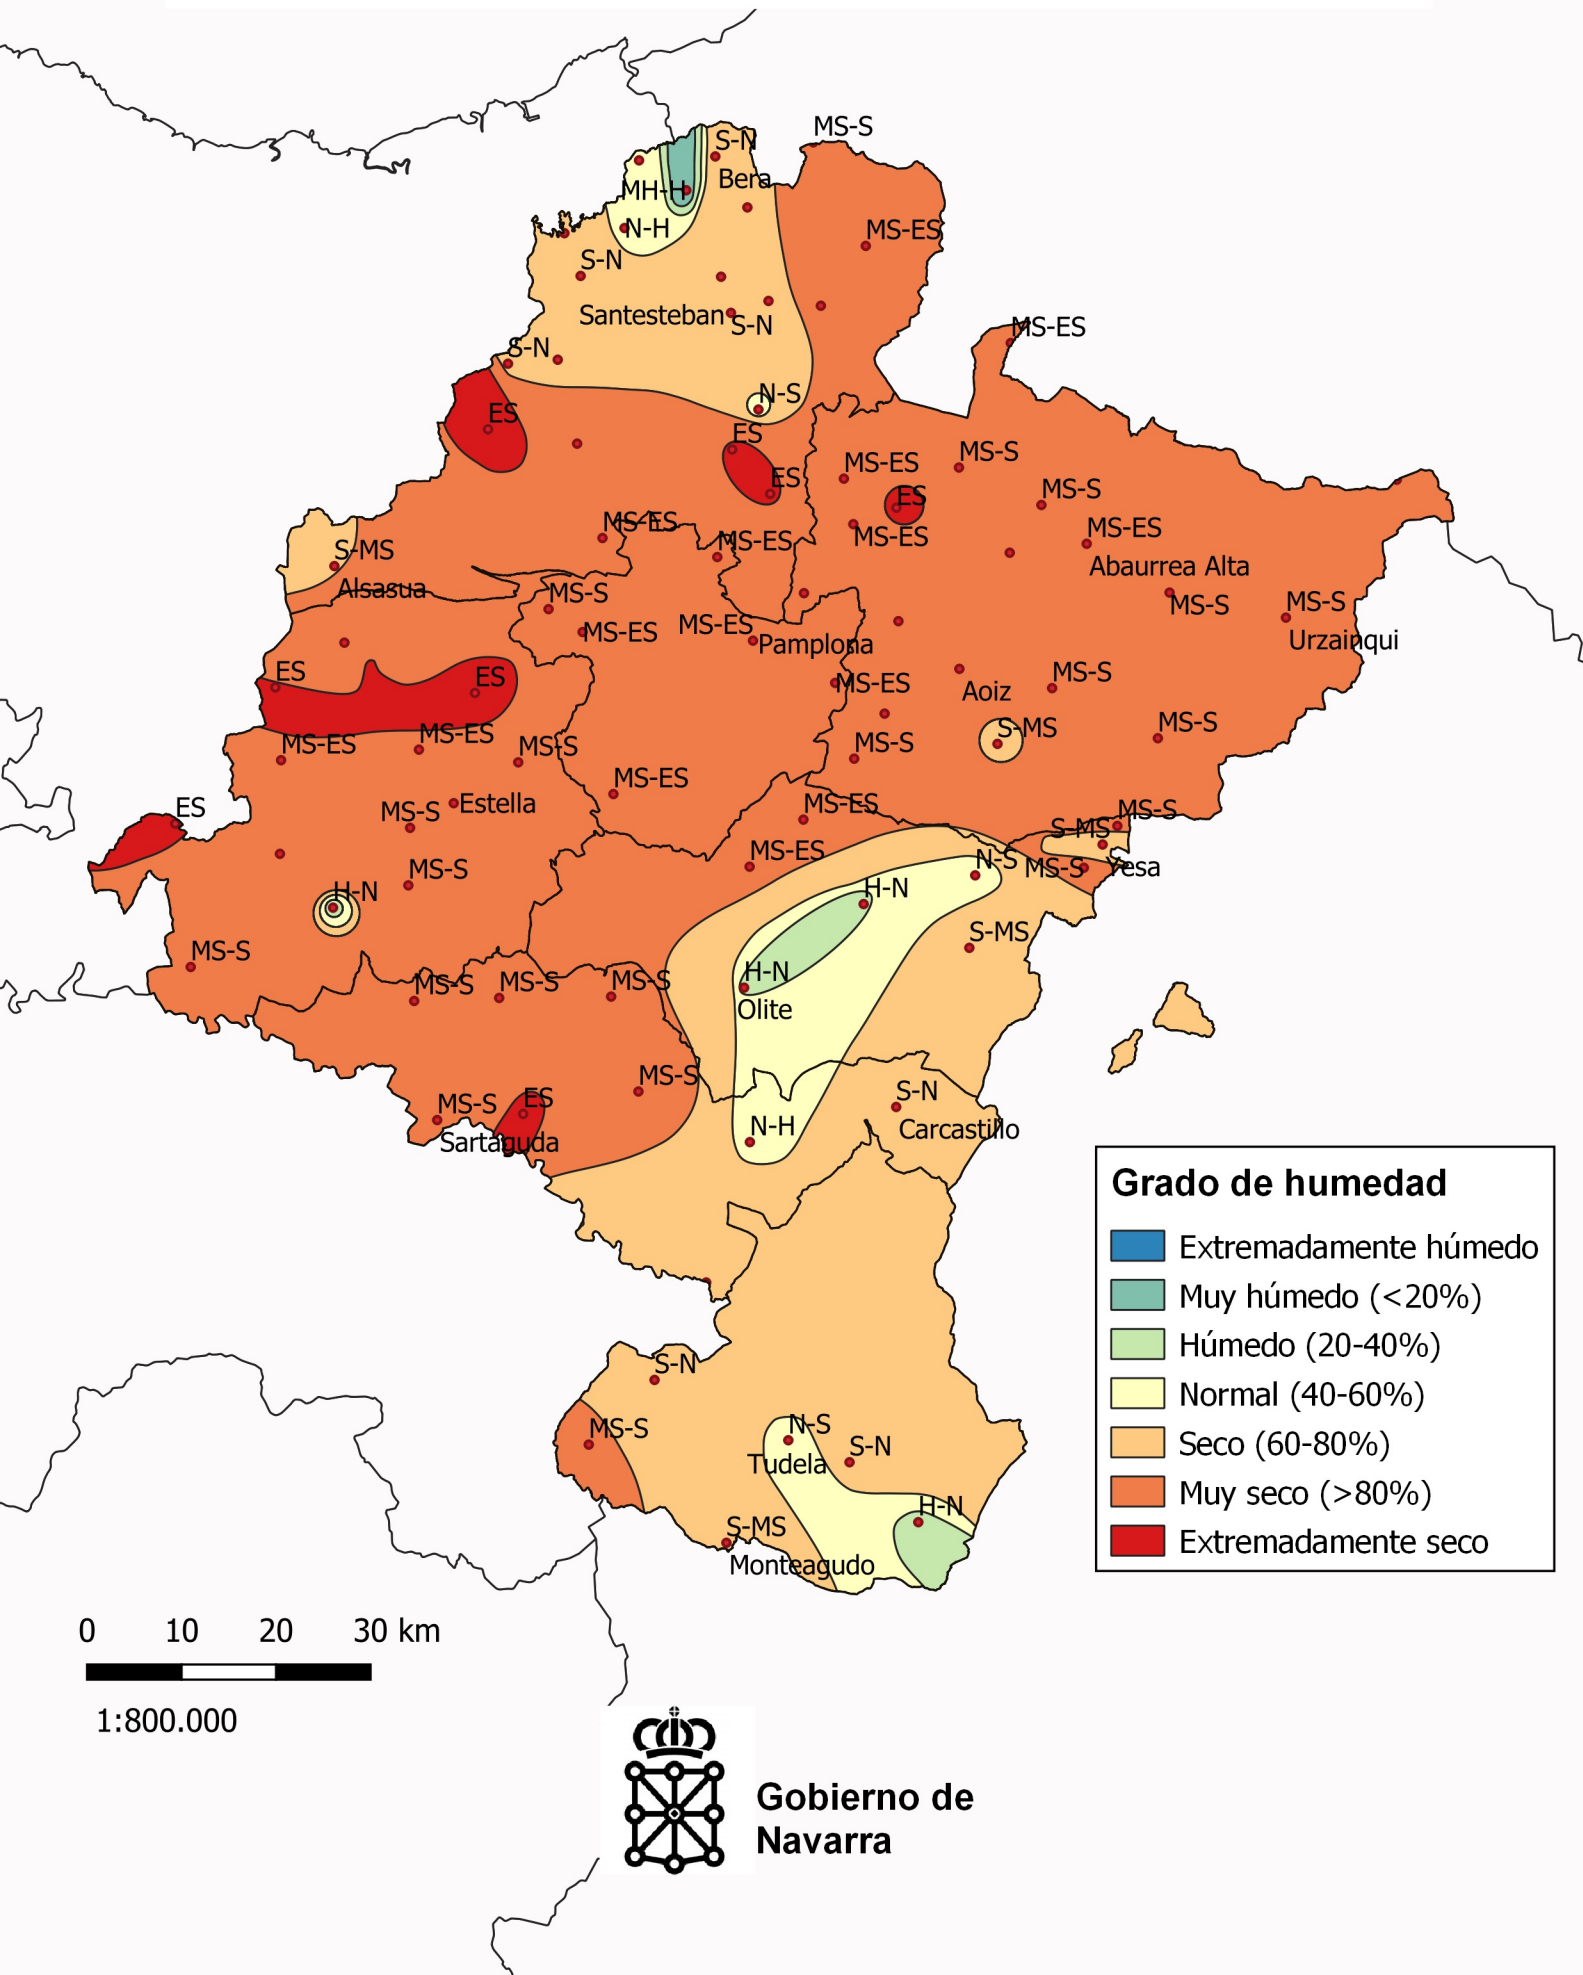 MS-S
S-N
Bera
MH-H
N-H
MS-ES
S-N
Santesteban
S-N
MS-ES
S-N
N-S
ES
ES
ES
MS-ES
MS-S
ES
MS-S
MS-ES
MS-ES
MS-ES
MS-ES
Abaurrea Alta
S-MS
Alsasua
MS-S
MS-S
MS-S
Urzainqui
MS-ES
MS-ES
Pamplona
ES
ES
MS-ES
Aoiz
MS-S
MS-ES
MS-ES
MS-S
MS-S
S-MS
MS-S
MS-ES
ES
MS-S
Estella
MS-ES
MS-S
S-MS
MS-ES
N-S
MS-S
Yesa
MS-S
H-N
H-N
MS-S
S-MS
H-N
Olite
MS-S
MS-S
MS-S
MS-S
MS-S
ES
Sartaguda
S-N
Carcastillo
N-H
Grado de humedad
Extremadamente húmedo
Muy húmedo (<20%)
Húmedo (20-40%)
Normal (40-60%)
Seco (60-80%)
Muy seco (>80%)
Extremadamente seco
S-N
MS-S
N-S
Tudela
S-N
H-N
S-MS
Monteagudo
0 10 20 30 km
1:800.000
Gobierno de
Navarra